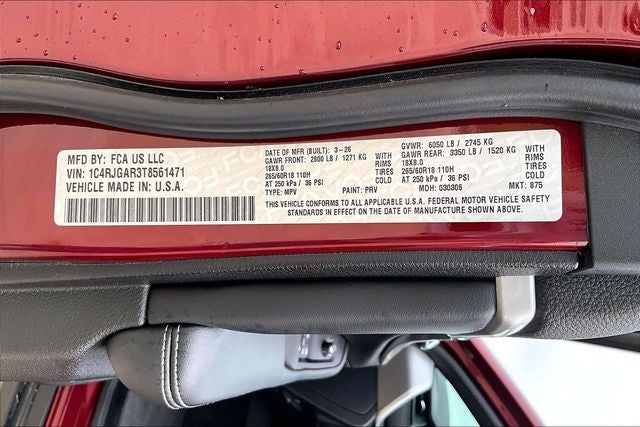 MFD BY: FCA US LLC
VIN: 1C4RJGAR3T8561471
VEHICLE MADE IN: U.S.A.
DATE OF MFR (BUILT): 3-26
GAWR FRONT: 2800 LB / 1271 KG
18X8.0
265/60R18 110H
AT 250 kPa / 36 PSI
TYPE: MPV
PAINT: PRV
WITH
RIMS
TIRES
COLD
GVWR: 6050 LB / 2745 KG
GAWR REAR: 3350 LB / 1520 KG
18X8.0
265/60R18 110H
AT 250 kPa / 36 PSI
MDH: 030306
WITH
RIMS
TIRES
COLD
MKT: 875
THIS VEHICLE CONFORMS TO ALL APPLICABLE U.S.A. FEDERAL MOTOR VEHICLE SAFETY
STANDARDS IN EFFECT ON THE DATE OF MANUFACTURE SHOWN ABOVE.